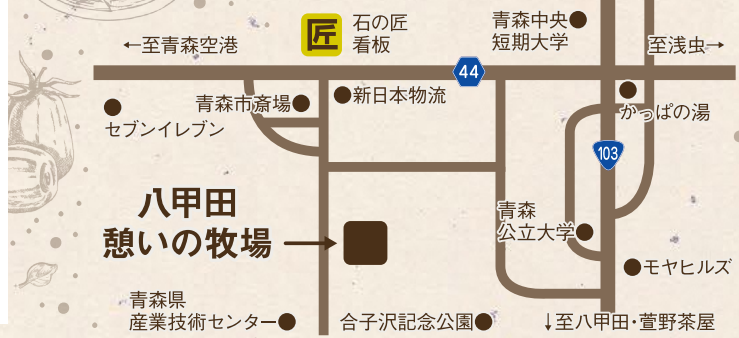 ←至青森空港
匠
石の匠
看板
青森中央
短期大学
至浅虫→
44
セブンイレブン
青森市斎場
新日本物流
かっぱの湯
103
八甲田
憩いの牧場
青森
公立大学
モヤヒルズ
青森県
産業技術センター
合子沢記念公園
↓至八甲田・萱野茶屋